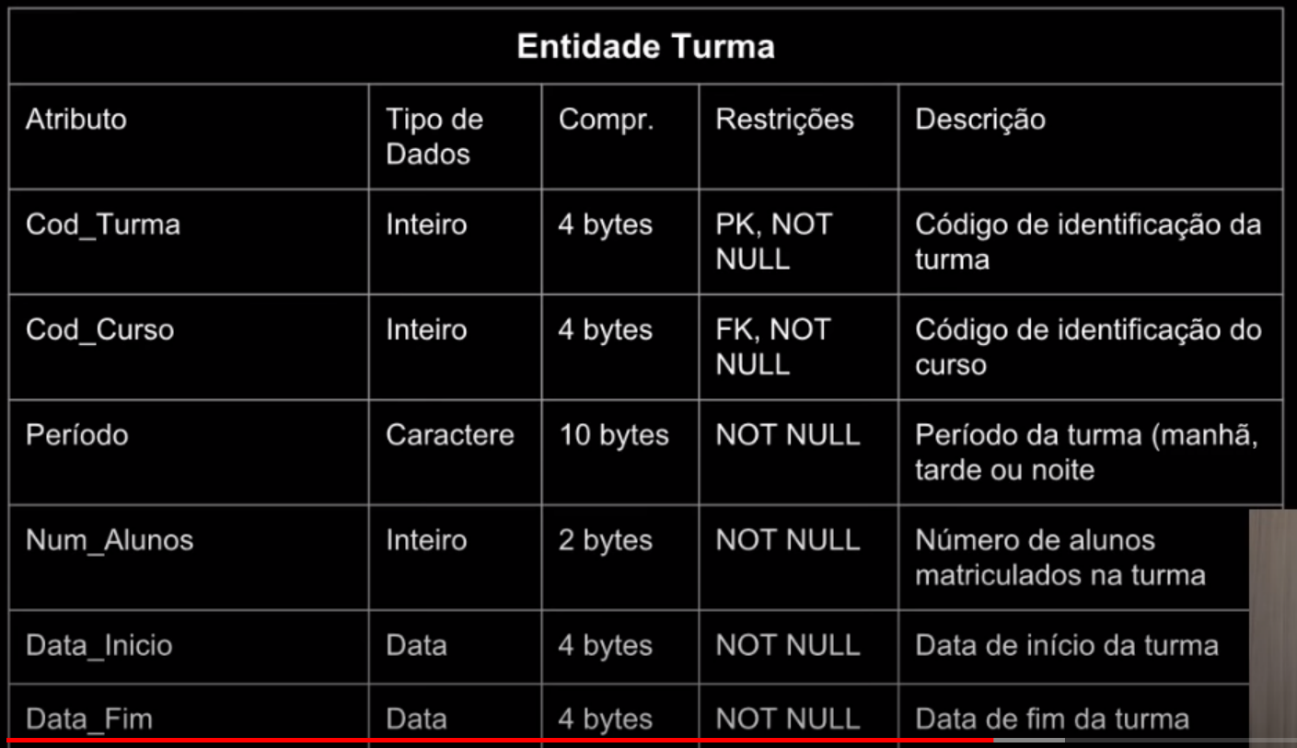 Entidade Turma
Atributo
Tipo de
Dados
Compr.
Restrições
Descrição
Cod_Turma
Inteiro
4 bytes
PK, NOT
NULL
Código de identificação da
turma
Cod_Curso
Inteiro
4 bytes
FK, NOT
NULL
Código de identificação do
curso
Período
Caractere
10 bytes
NOT NULL
Período da turma (manhã,
tarde ou noite
Num_Alunos
Inteiro
2 bytes
NOT NULL
Número de alunos
matriculados na turma
Data_Inicio
Data
4 bytes
NOT NULL
Data de início da turma
Data_Fim
Data
4 bytes
NOT NULL
Data de fim da turma